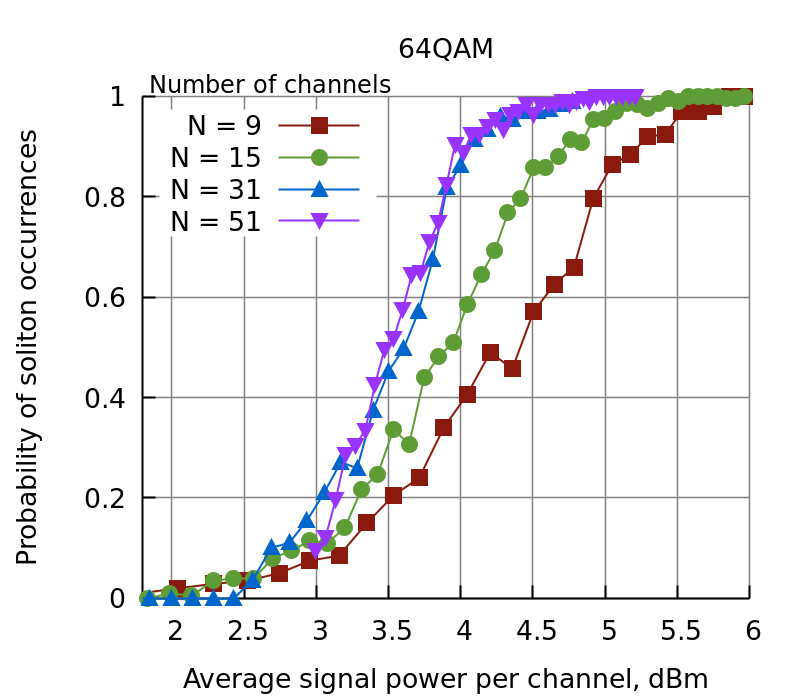 64QAM
Number of channels
N = 9
N = 15
N = 31
N = 51
1
0.8
0.6
0.4
0.2
0
Probability of soliton occurrences
2 2.5 3 3.5 4 4.5 5 5.5 6
Average signal power per channel, dBm